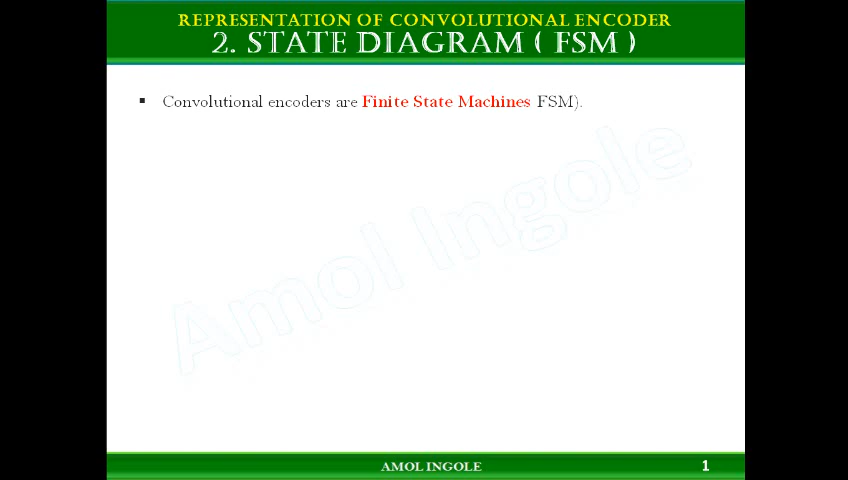 REPRESENTATION OF CONVOLUTIONAL ENCODER
2. STATE DIAGRAM ( FSM )
▪ Convolutional encoders are Finite State Machines FSM).
Amol Ingole
AMOL INGOLE
1